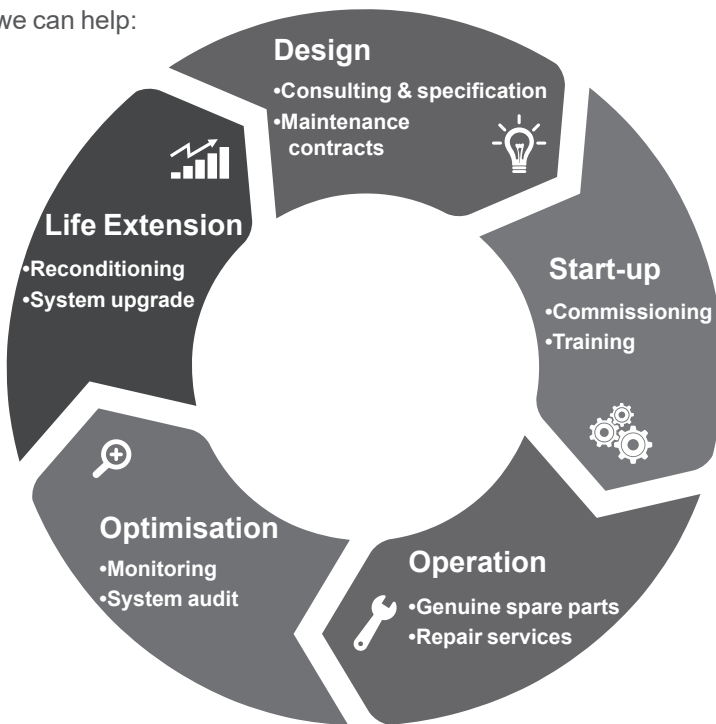 we can help:
Design
•Consulting & specification
•Maintenance
contracts
Start-up
•Commissioning
•Training
Operation
•Genuine spare parts
•Repair services
Optimisation
•Monitoring
•System audit
Life Extension
•Reconditioning
•System upgrade